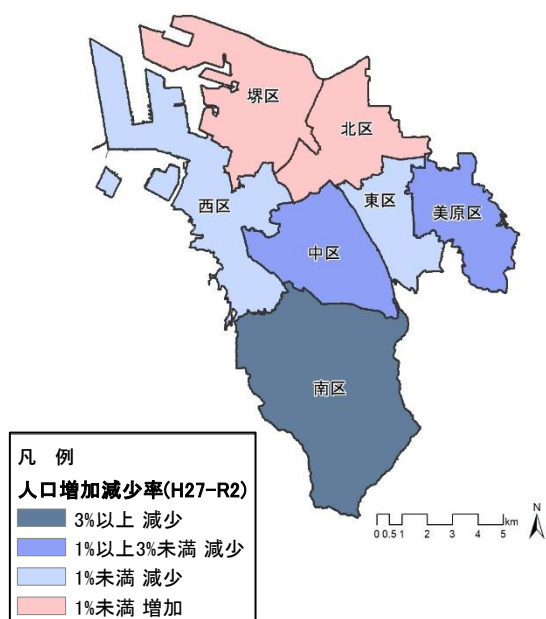 堺区
北区
西区
東区
美原区
中区
南区
凡 例
人口増加減少率(H27-R2)
3%以上 減少
1%以上3%未満 減少
1%未満 減少
1%未満 増加
0 0.5 1 2 3 4 5
km